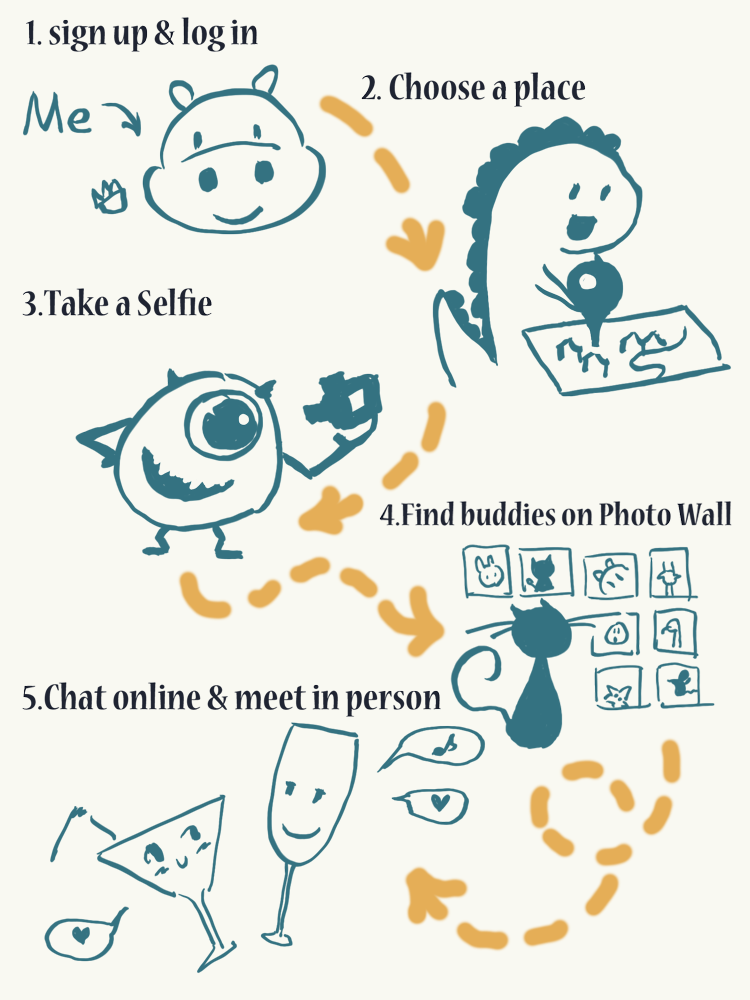 1. sign up & log in
Me
2. Choose a place
3.Take a Selfie
4.Find buddies on Photo Wall
5.Chat online & meet in person